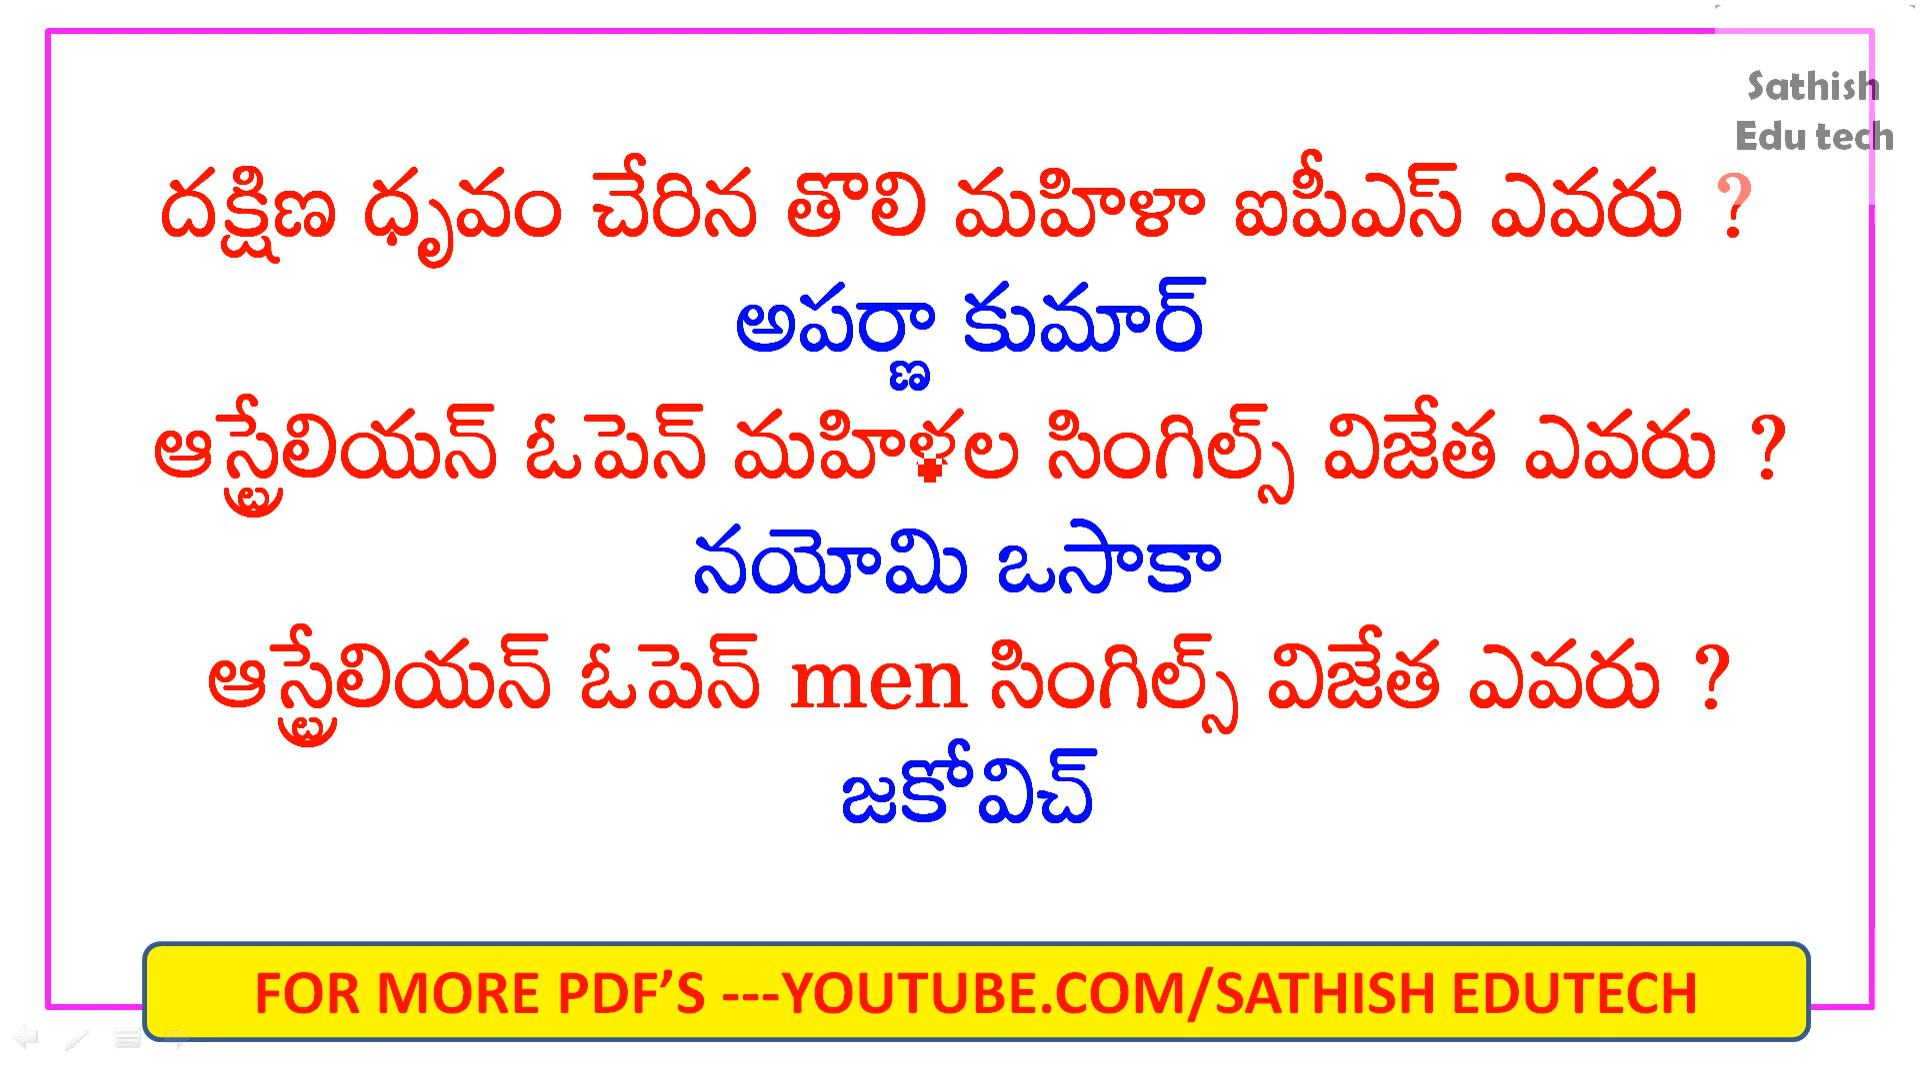 Sathish
Edu tech
దక్షిణ ధృవం చేరిన తొలి మహిళా ఐపీఎస్ ఎవరు ?
అపర్ణా కుమార్
ఆస్ట్రేలియన్ ఓపెన్ మహిళల సింగిల్స్ విజేత ఎవరు ?
నయోమి ఒసాకా
ఆస్ట్రేలియన్ ఓపెన్ men సింగిల్స్ విజేత ఎవరు ?
జకోవిచ్
FOR MORE PDF’S ---YOUTUBE.COM/SATHISH EDUTECH